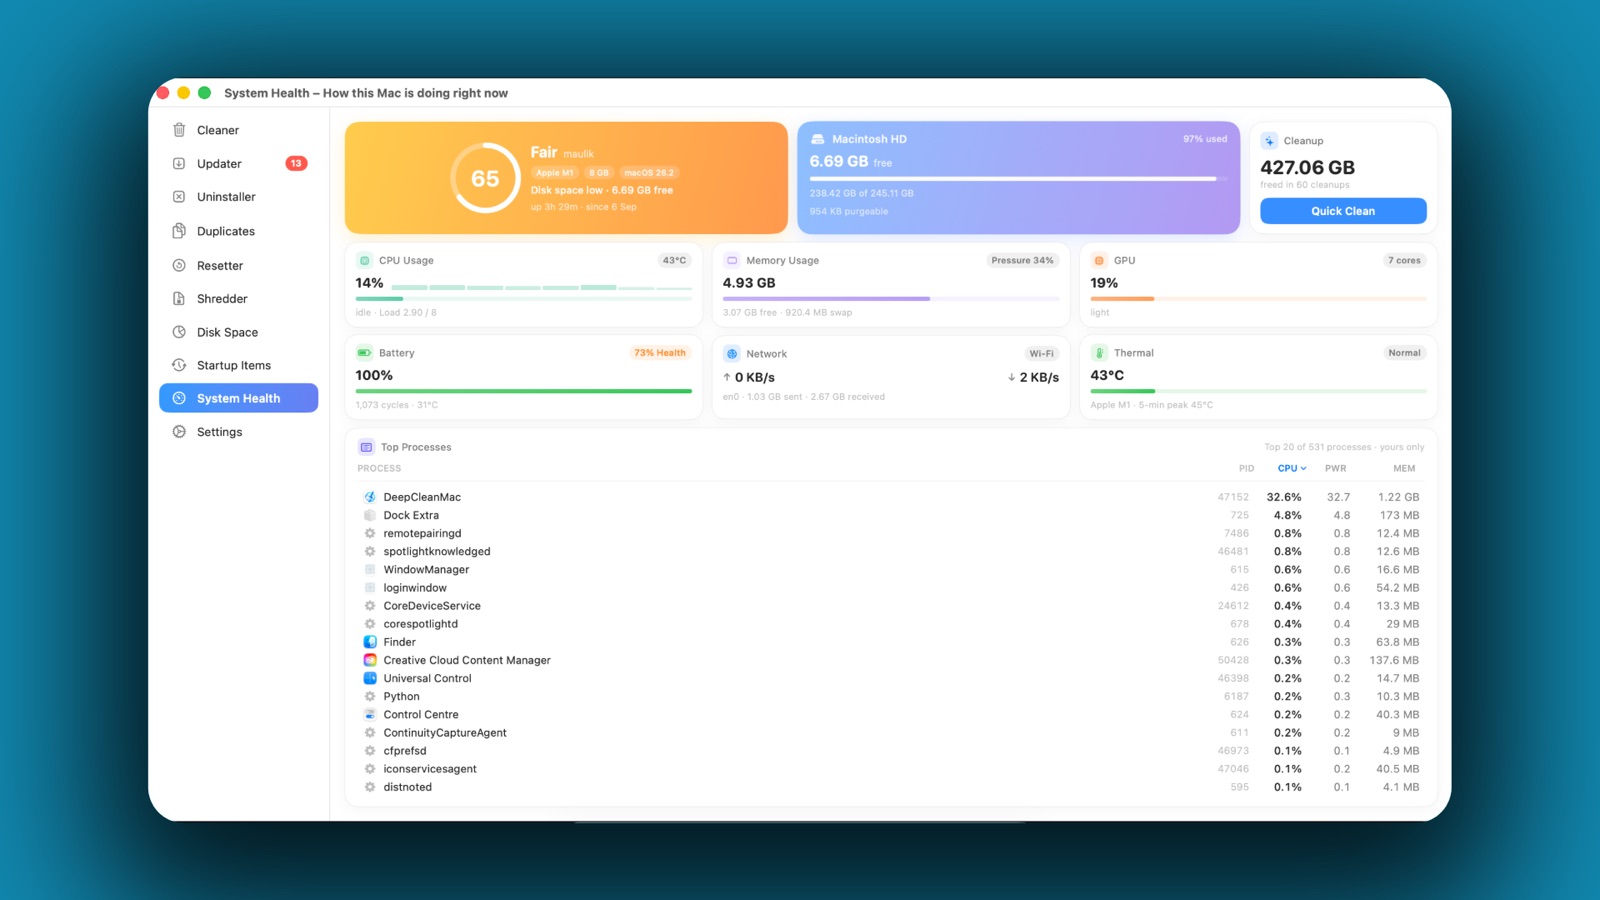 System Health – How this Mac is doing right now
Cleaner
Updater 13
Uninstaller
Duplicates
Resetter
Shredder
Disk Space
Startup Items
System Health
Settings
65
Fair maulik
Apple M1 8 GB macOS 26.2
Disk space low · 6.69 GB free
up 3h 29m · since 6 Sep
Macintosh HD 97% used
6.69 GB free
238.42 GB of 245.11 GB
954 KB purgeable
Cleanup
427.06 GB
freed in 60 cleanups
Quick Clean
CPU Usage 43°C
14%
idle · Load 2.90 / 8
Memory Usage Pressure 34%
4.93 GB
3.07 GB free · 920.4 MB swap
GPU 7 cores
19%
light
Battery 73% Health
100%
1,073 cycles · 31°C
Network Wi-Fi
↑ 0 KB/s ↓ 2 KB/s
en0 · 1.03 GB sent · 2.67 GB received
Thermal Normal
43°C
Apple M1 · 5-min peak 45°C
Top Processes Top 20 of 531 processes · yours only
PROCESS PID CPU PWR MEM
DeepCleanMac 47152 32.6% 32.7 1.22 GB
Dock Extra 725 4.8% 4.8 173 MB
remotepairingd 7486 0.8% 0.8 12.4 MB
spotlightknowledged 46481 0.8% 0.8 12.6 MB
WindowManager 615 0.6% 0.6 16.6 MB
loginwindow 426 0.6% 0.6 54.2 MB
CoreDeviceService 24612 0.4% 0.4 13.3 MB
corespotlightd 678 0.4% 0.4 29 MB
Finder 626 0.3% 0.3 63.8 MB
Creative Cloud Content Manager 50428 0.3% 0.3 137.6 MB
Universal Control 46398 0.2% 0.2 14.7 MB
Python 6187 0.2% 0.3 10.3 MB
Control Centre 624 0.2% 0.2 40.3 MB
ContinuityCaptureAgent 611 0.2% 0.2 9 MB
cfprefsd 46973 0.1% 0.1 4.9 MB
iconservicesagent 47046 0.1% 0.2 40.5 MB
distnoted 595 0.1% 0.1 4.1 MB